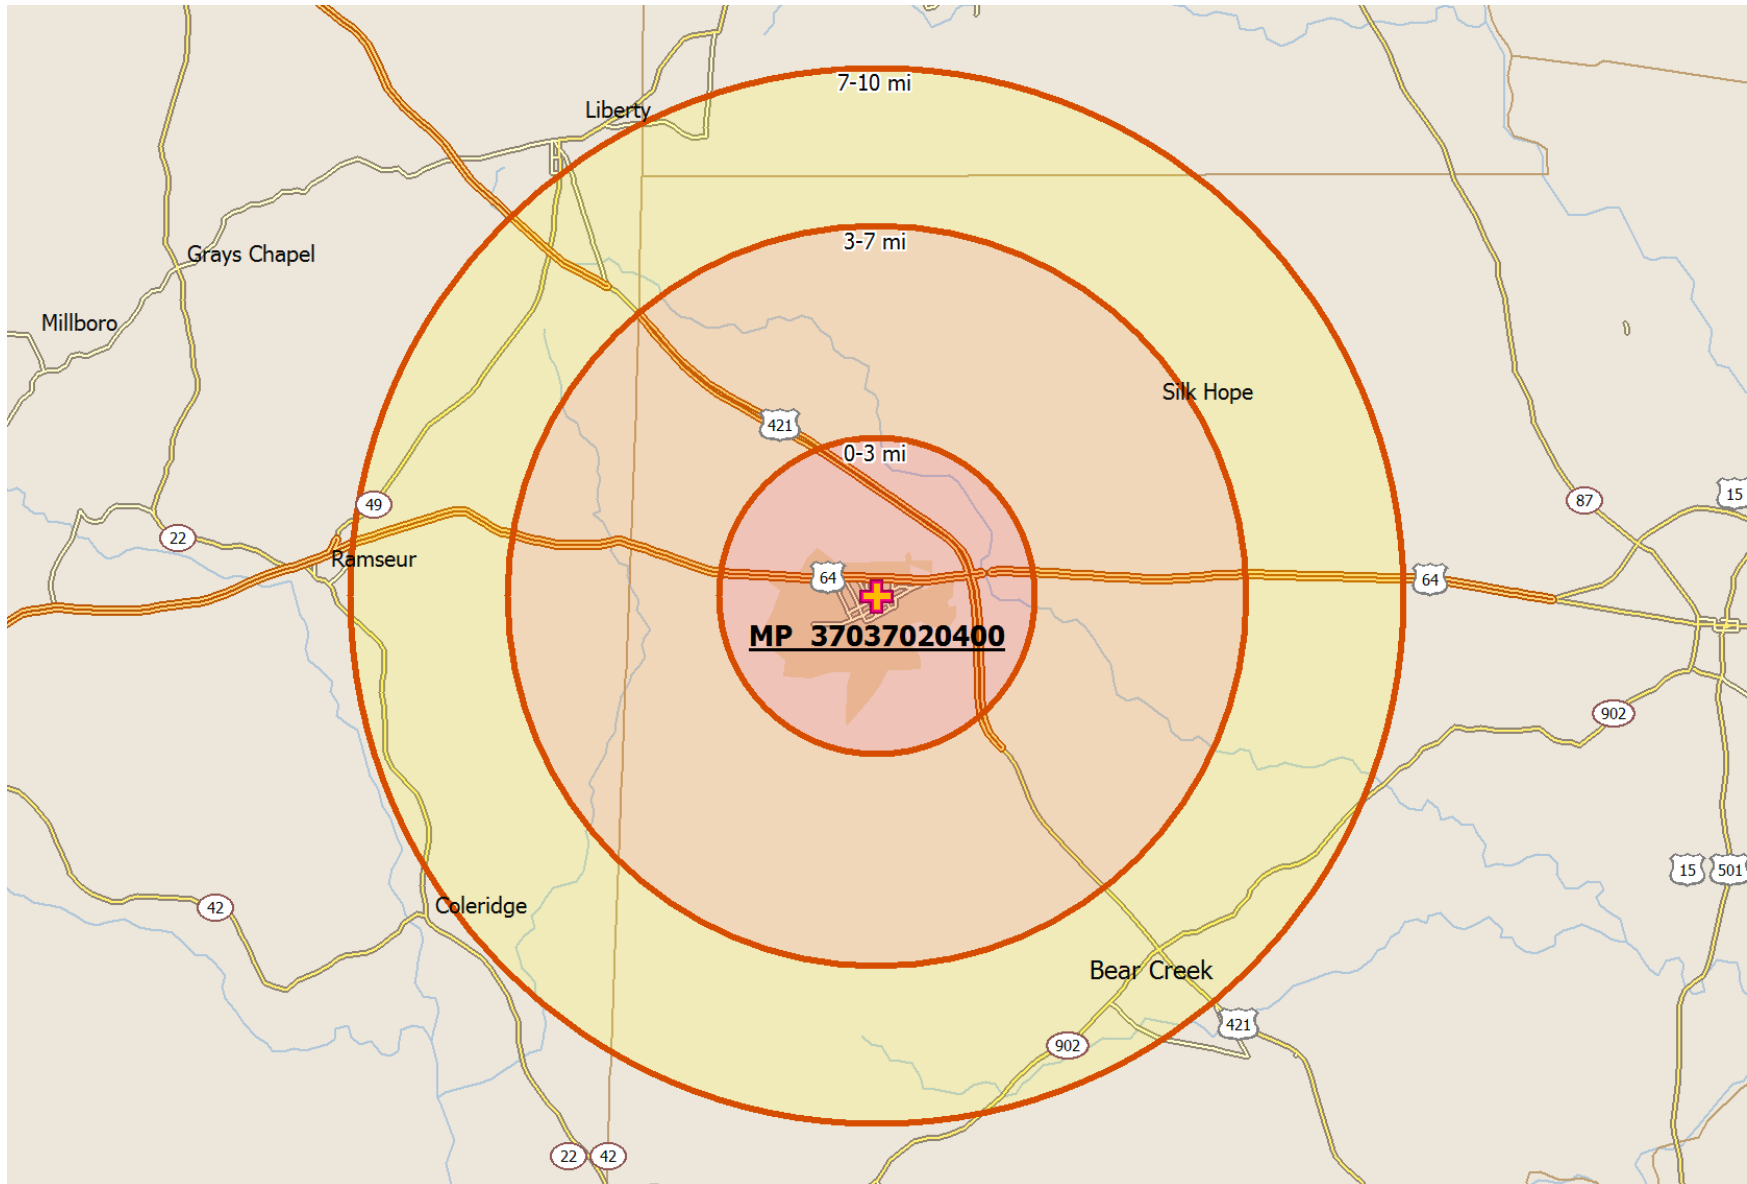 7-10 mi
Liberty
3-7 mi
Grays Chapel
Millboro
Silk Hope
421
0-3 mi
15
87
49
22
Ramseur
64
64
MP 37037020400
902
15
501
42
Coleridge
Bear Creek
421
902
22
42